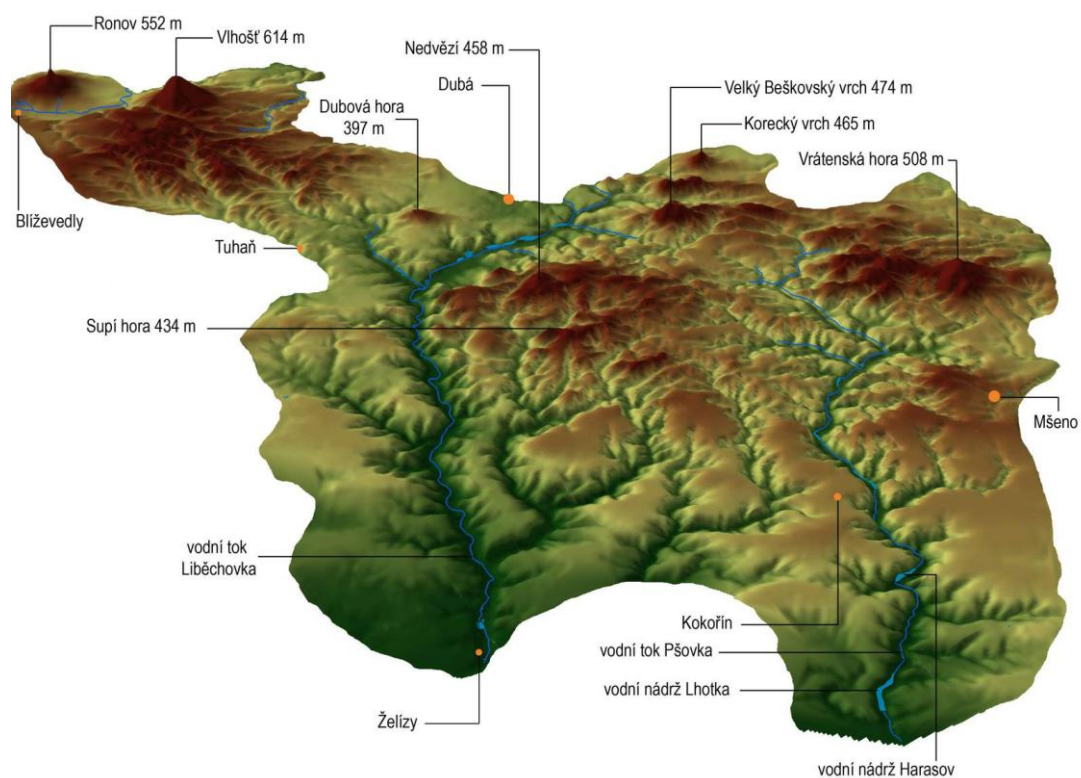 Ronov 552 m
Vlhošť 614 m
Nedvězí 458 m
Dubá
Velký Beškovský vrch 474 m
Dubová hora
397 m
Korecký vrch 465 m
Vrátenská hora 508 m
Blíževedly
Tuhaň
Supí hora 434 m
Mšeno
vodní tok
Liběchovka
Kokořín
vodní tok Pšovka
vodní nádrž Lhotka
Želízy
vodní nádrž Harasov